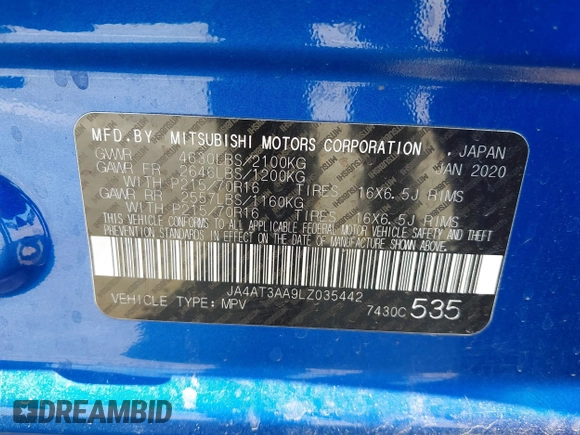 MFD.BY. MITSUBISHI MOTORS CORPORATION , JAPAN
GVWR 4630LBS/2100KG JAN 2020
GAWR FR 2646LBS/1200KG
WITH P215/70R16 TIRES 16X6.5J RIMS
GAWR RR 2557LBS/1160KG
WITH P215/70R16 TIRES 16X6.5J RIMS
THIS VEHICLE CONFORMS TO ALL APPLICABLE U.S. FEDERAL MOTOR VEHICLE SAFETY AND THEFT
PREVENTION STANDARDS IN EFFECT ON THE DATE OF MANUFACTURE SHOWN ABOVE.
JA4AT3AA9LZ035442
VEHICLE TYPE: MPV 7430C 535
DREAMBID